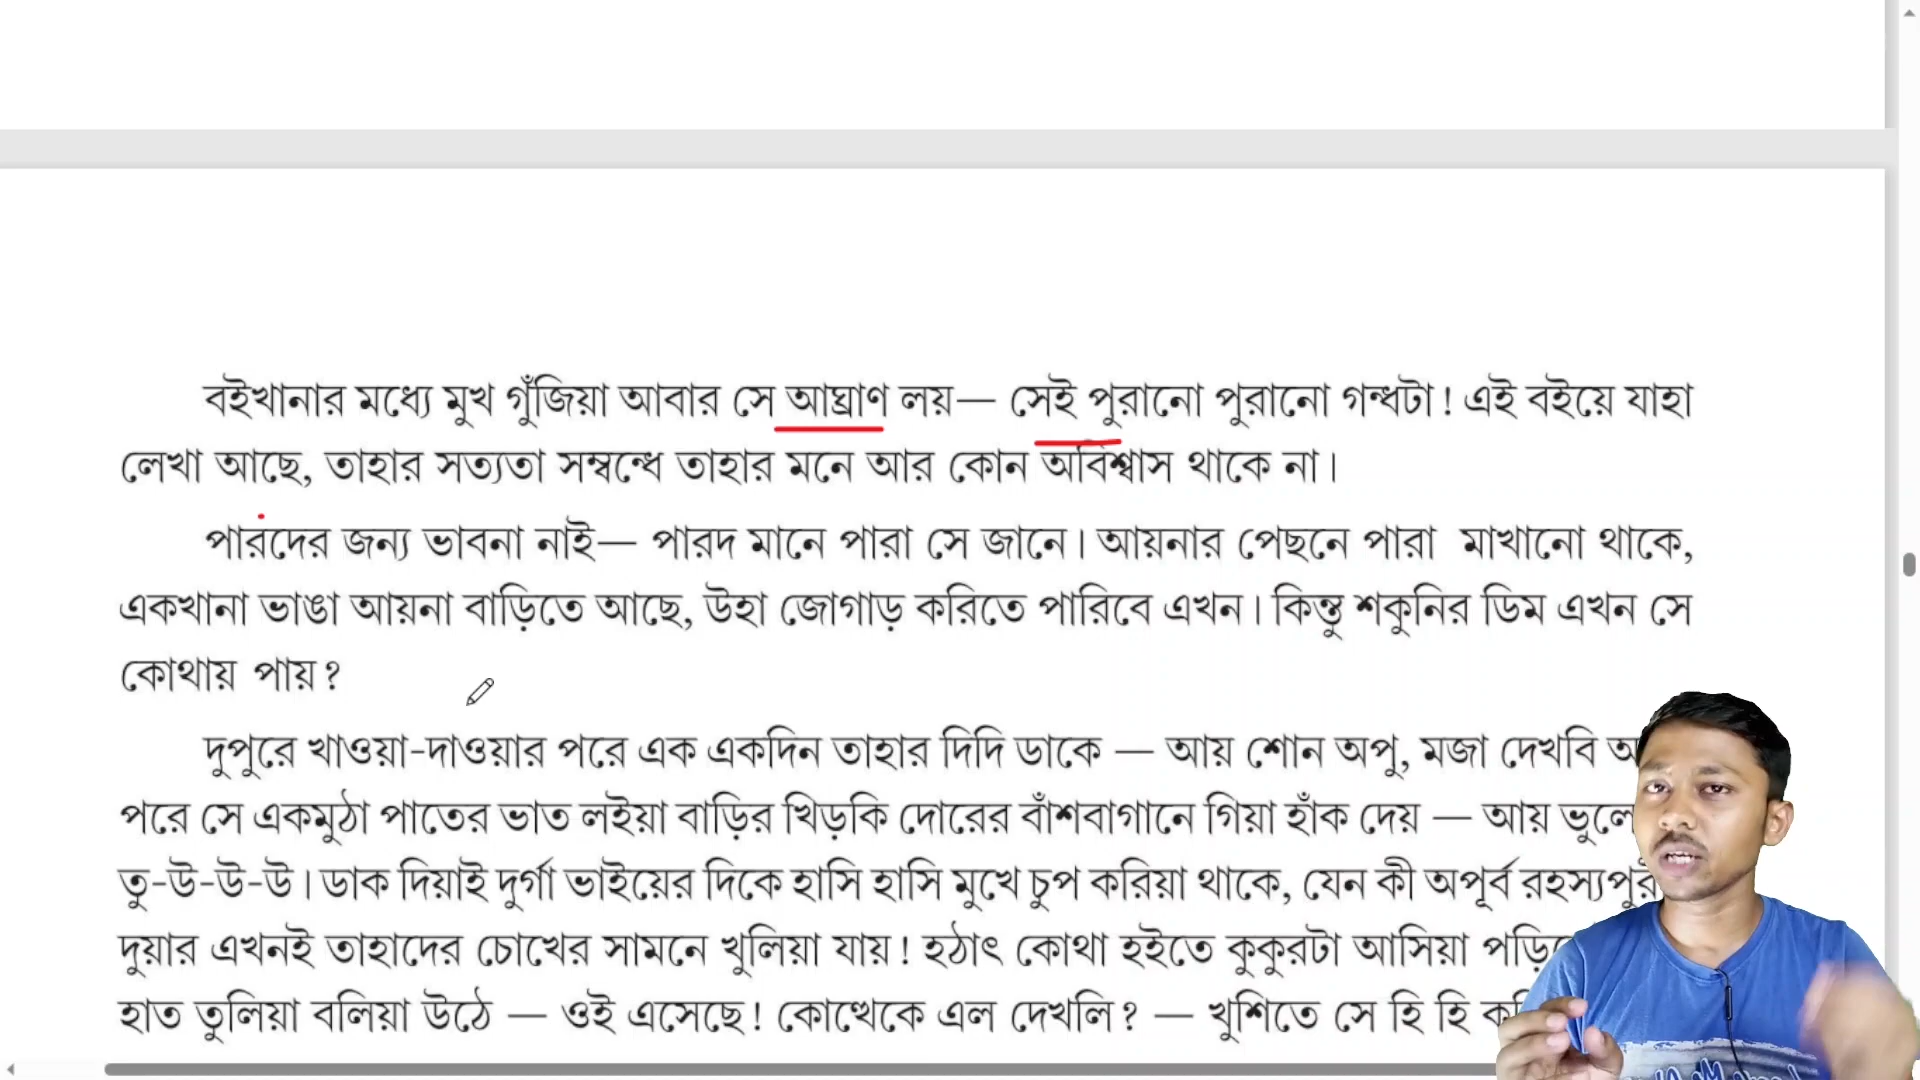 বইখানার মধ্যে মুখ গুঁজিয়া আবার সে আঘ্রাণ লয়— সেই পুরানো পুরানো গন্ধটা! এই বইয়ে যাহা
লেখা আছে, তাহার সত্যতা সম্বন্ধে তাহার মনে আর কোন অবিশ্বাস থাকে না।
পারদের জন্য ভাবনা নাই— পারদ মানে পারা সে জানে। আয়নার পেছনে পারা মাখানো থাকে,
একখানা ভাঙা আয়না বাড়িতে আছে, উহা জোগাড় করিতে পারিবে এখন। কিন্তু শকুনির ডিম এখন সে
কোথায় পায়?
দুপুরে খাওয়া-দাওয়ার পরে এক একদিন তাহার দিদি ডাকে — আয় শোন অপু, মজা দেখবি
পরে সে একমুঠা পাতের ভাত লইয়া বাড়ির খিড়কি দোরের বাঁশবাগানে গিয়া হাঁক দেয় — আয় ভুলো
তু-উ-উ-উ। ডাক দিয়াই দুর্গা ভাইয়ের দিকে হাসি হাসি মুখে চুপ করিয়া থাকে, যেন কী অপূর্ব
দুয়ার এখনই তাহাদের চোখের সামনে খুলিয়া যায়! হঠাৎ কোথা হইতে কুকুরটা আসিয়া
হাত তুলিয়া বলিয়া উঠে — ওই এসেছে! কোত্থেকে এল দেখলি? — খুশিতে সে হি হি